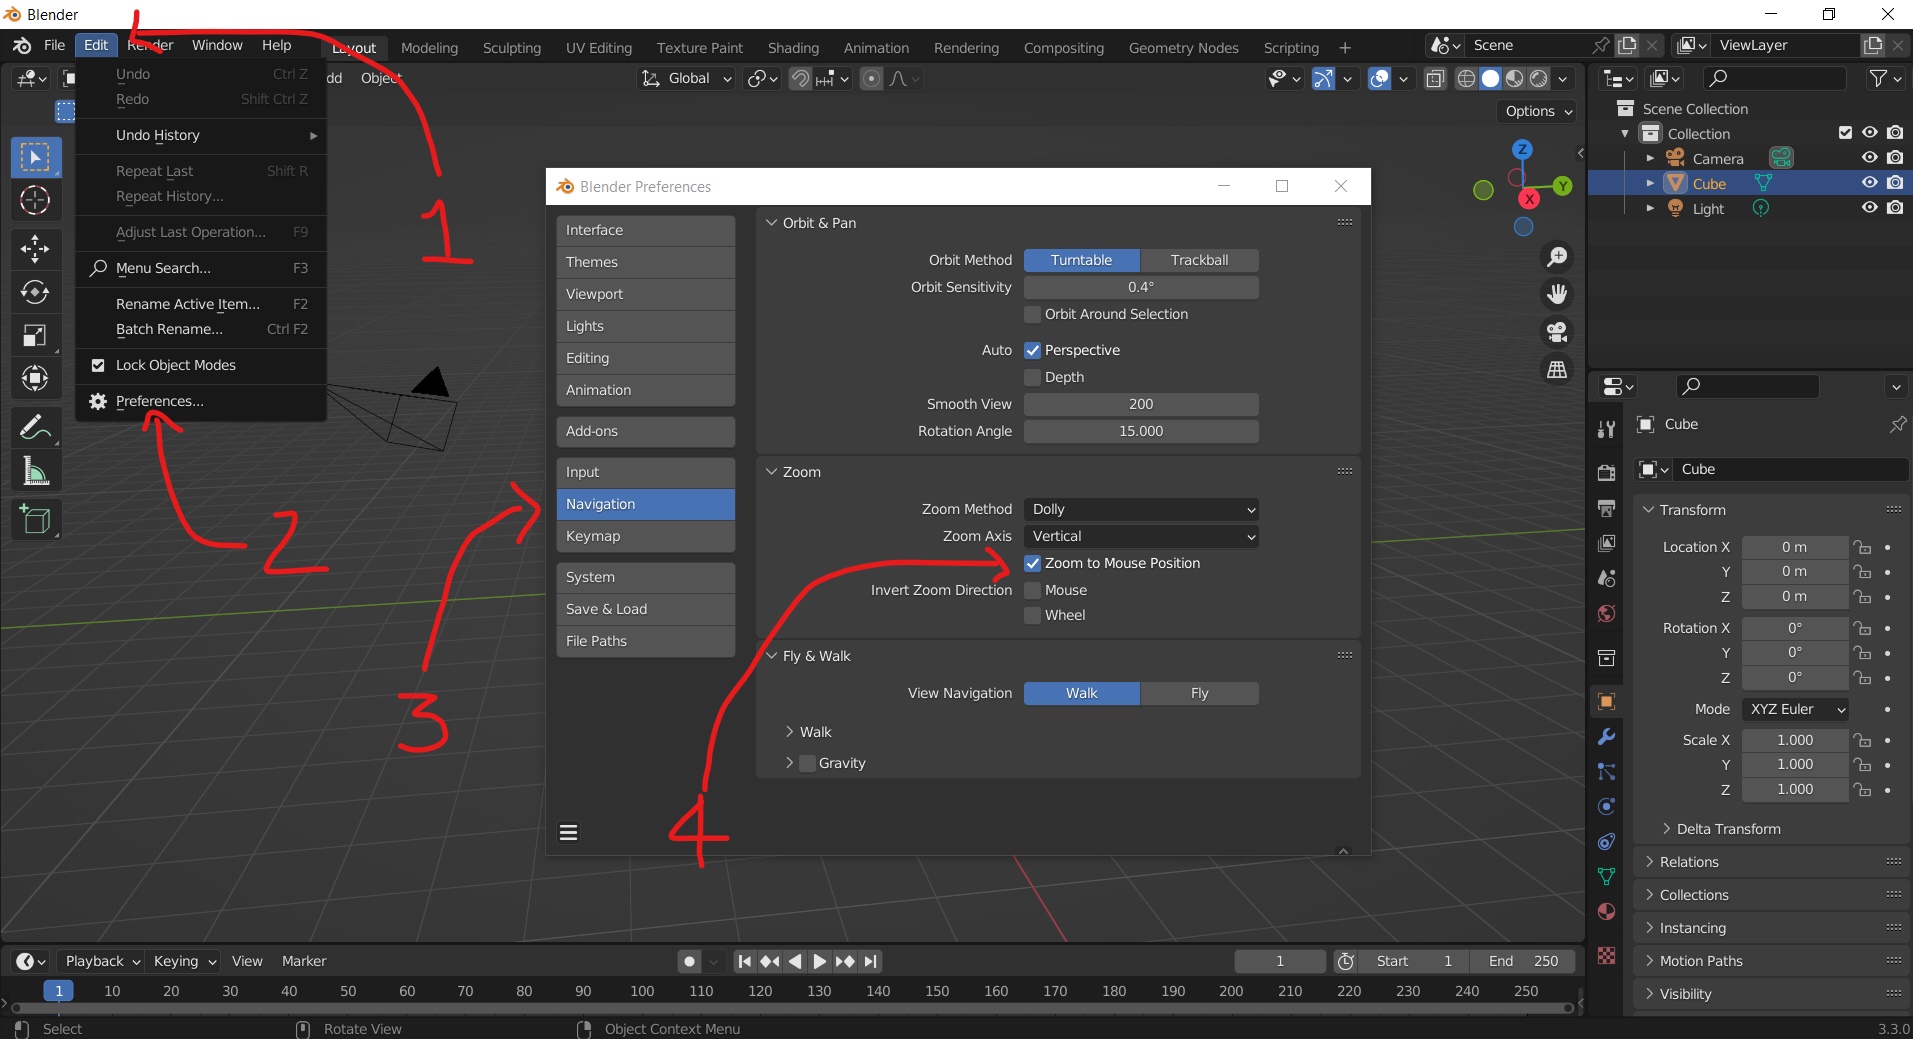 Blender
File Edit Render Window Help Layout Modeling Sculpting UV Editing Texture Paint Shading Animation Rendering Compositing Geometry Nodes Scripting + Scene ViewLayer
Undo Ctrl Z
Redo Shift Ctrl Z
Undo History
Repeat Last Shift R
Repeat History...
Adjust Last Operation... F9
Menu Search... F3
Rename Active Item... F2
Batch Rename... Ctrl F2
Lock Object Modes
Preferences...
dd Object Global
Options
Z
Y
X
1
2
3
4
Blender Preferences
Interface
Themes
Viewport
Lights
Editing
Animation
Add-ons
Input
Navigation
Keymap
System
Save & Load
File Paths
Orbit & Pan
Orbit Method Turntable Trackball
Orbit Sensitivity 0.4°
Orbit Around Selection
Auto Perspective
Depth
Smooth View 200
Rotation Angle 15.000
Zoom
Zoom Method Dolly
Zoom Axis Vertical
Zoom to Mouse Position
Invert Zoom Direction Mouse
Wheel
Fly & Walk
View Navigation Walk Fly
Walk
Gravity
Scene Collection
Collection
Camera
Cube
Light
Cube
Cube
Transform
Location X 0 m
Y 0 m
Z 0 m
Rotation X 0°
Y 0°
Z 0°
Mode XYZ Euler
Scale X 1.000
Y 1.000
Z 1.000
Delta Transform
Relations
Collections
Instancing
Motion Paths
Visibility
Playback Keying View Marker 1 Start 1 End 250
1 10 20 30 40 50 60 70 80 90 100 110 120 130 140 150 160 170 180 190 200 210 220 230 240 250
Select Rotate View Object Context Menu 3.3.0